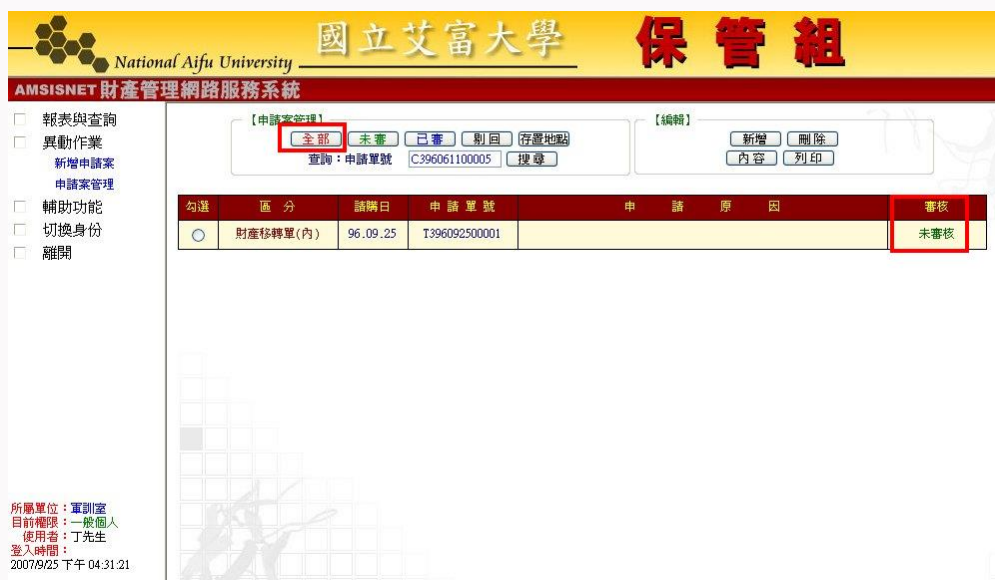 National Aifu University
國立艾富大學
保管組
AMSISNET財產管理網路服務系統
報表與查詢
異動作業
新增申請案
申請案管理
輔助功能
切換身份
離開
【申請案管理】
全部 未審 已審 剔回 存置地點
查詢：申請單號 C396061100005 搜尋
【編輯】
新增 刪除
內容 列印
勾選 區分 請購日 申請單號 申請原因 審核
財產移轉單(內) 96.09.25 T396092500001 未審核
所屬單位：軍訓室
目前權限：一般個人
使用者：丁先生
登入時間：
2007/9/25 下午 04:31:21